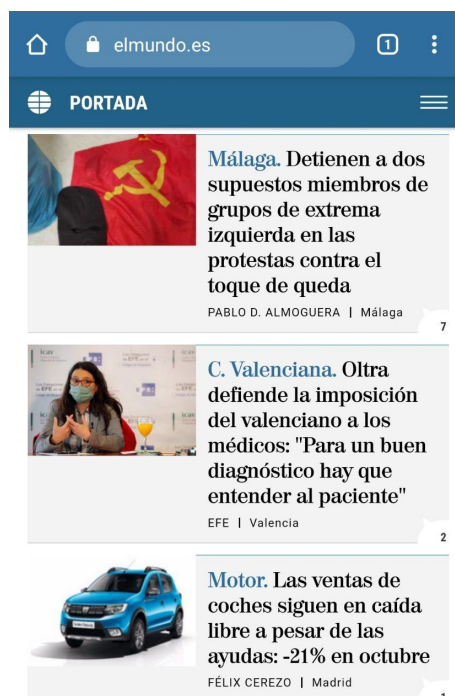 elmundo.es
1
PORTADA
Málaga. Detienen a dos
supuestos miembros de
grupos de extrema
izquierda en las
protestas contra el
toque de queda
PABLO D. ALMOGUERA | Málaga
7
C. Valenciana. Oltra
defiende la imposición
del valenciano a los
médicos: "Para un buen
diagnóstico hay que
entender al paciente"
EFE | Valencia
2
Motor. Las ventas de
coches siguen en caída
libre a pesar de las
ayudas: -21% en octubre
FÉLIX CEREZO | Madrid
1